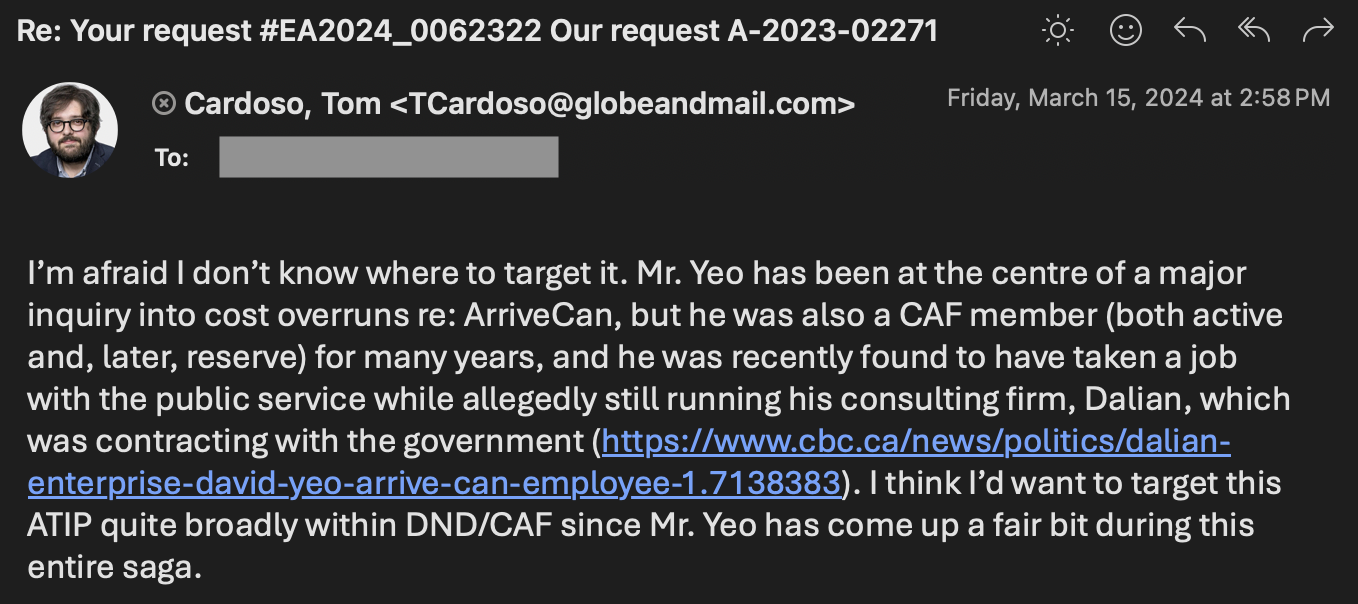 Re: Your request #EA2024_0062322 Our request A-2023-02271
Cardoso, Tom <TCardoso@globeandmail.com>
Friday, March 15, 2024 at 2:58 PM
To:
I’m afraid I don’t know where to target it. Mr. Yeo has been at the centre of a major
inquiry into cost overruns re: ArriveCan, but he was also a CAF member (both active
and, later, reserve) for many years, and he was recently found to have taken a job
with the public service while allegedly still running his consulting firm, Dalian, which
was contracting with the government (https://www.cbc.ca/news/politics/dalian-
enterprise-david-yeo-arrive-can-employee-1.7138383). I think I’d want to target this
ATIP quite broadly within DND/CAF since Mr. Yeo has come up a fair bit during this
entire saga.